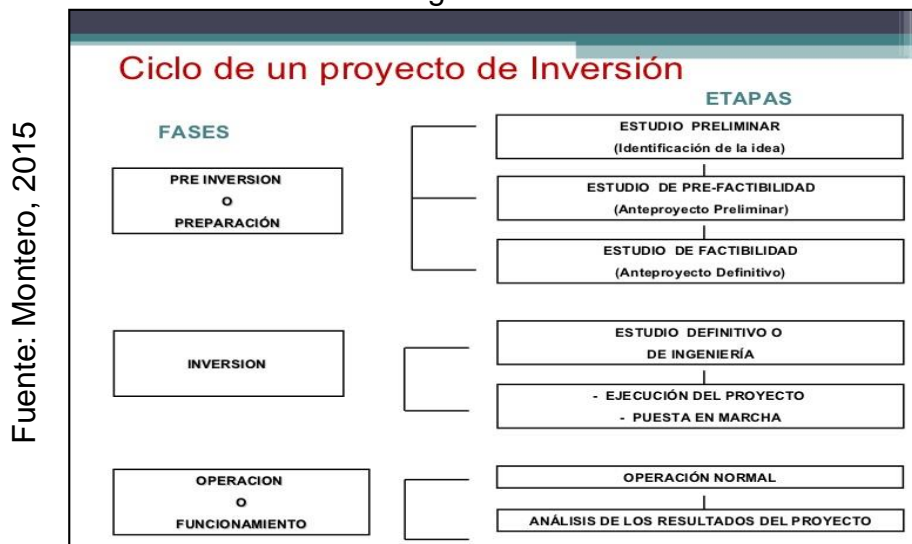 Ciclo de un proyecto de Inversión
FASES
ETAPAS
PRE INVERSION
O
PREPARACIÓN
ESTUDIO PRELIMINAR
(Identificación de la idea)
ESTUDIO DE PRE-FACTIBILIDAD
(Anteproyecto Preliminar)
ESTUDIO DE FACTIBILIDAD
(Anteproyecto Definitivo)
INVERSION
ESTUDIO DEFINITIVO O
DE INGENIERÍA
- EJECUCIÓN DEL PROYECTO
- PUESTA EN MARCHA
OPERACION
O
FUNCIONAMIENTO
OPERACIÓN NORMAL
ANÁLISIS DE LOS RESULTADOS DEL PROYECTO
Fuente: Montero, 2015